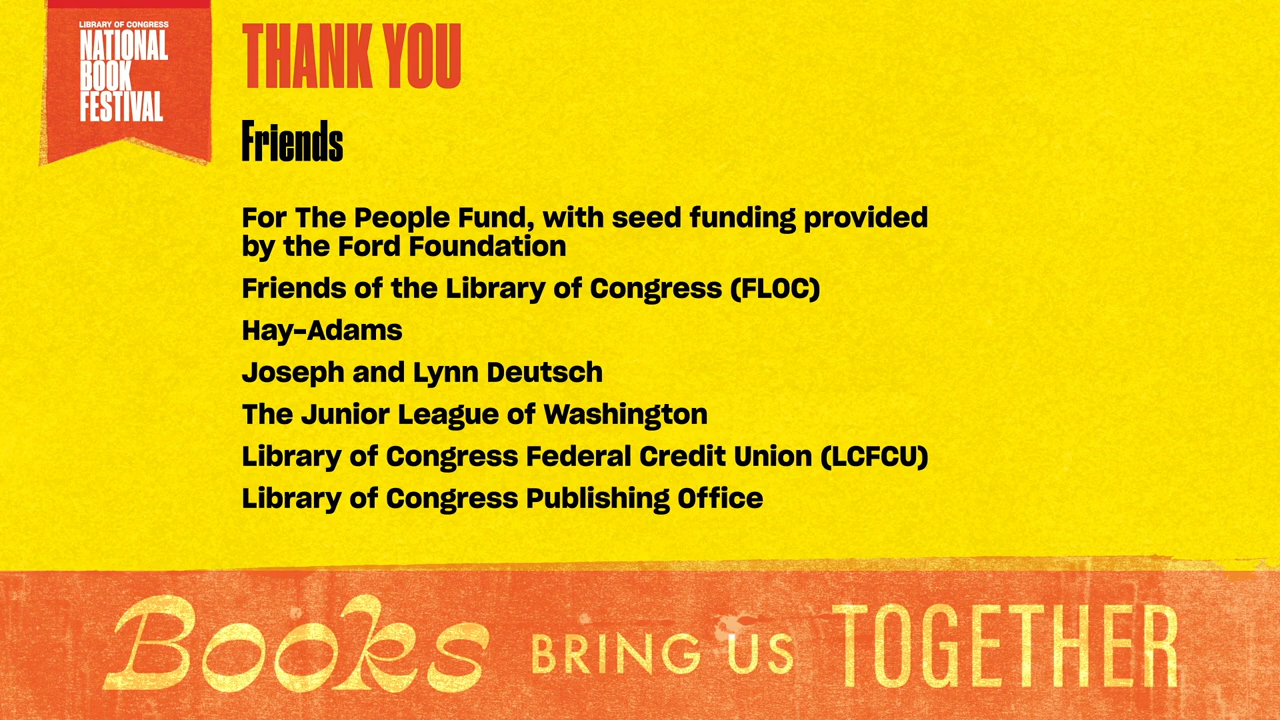 LIBRARY OF CONGRESS
NATIONAL
BOOK
FESTIVAL
THANK YOU
Friends
For The People Fund, with seed funding provided
by the Ford Foundation
Friends of the Library of Congress (FLOC)
Hay-Adams
Joseph and Lynn Deutsch
The Junior League of Washington
Library of Congress Federal Credit Union (LCFCU)
Library of Congress Publishing Office
Books BRING US TOGETHER